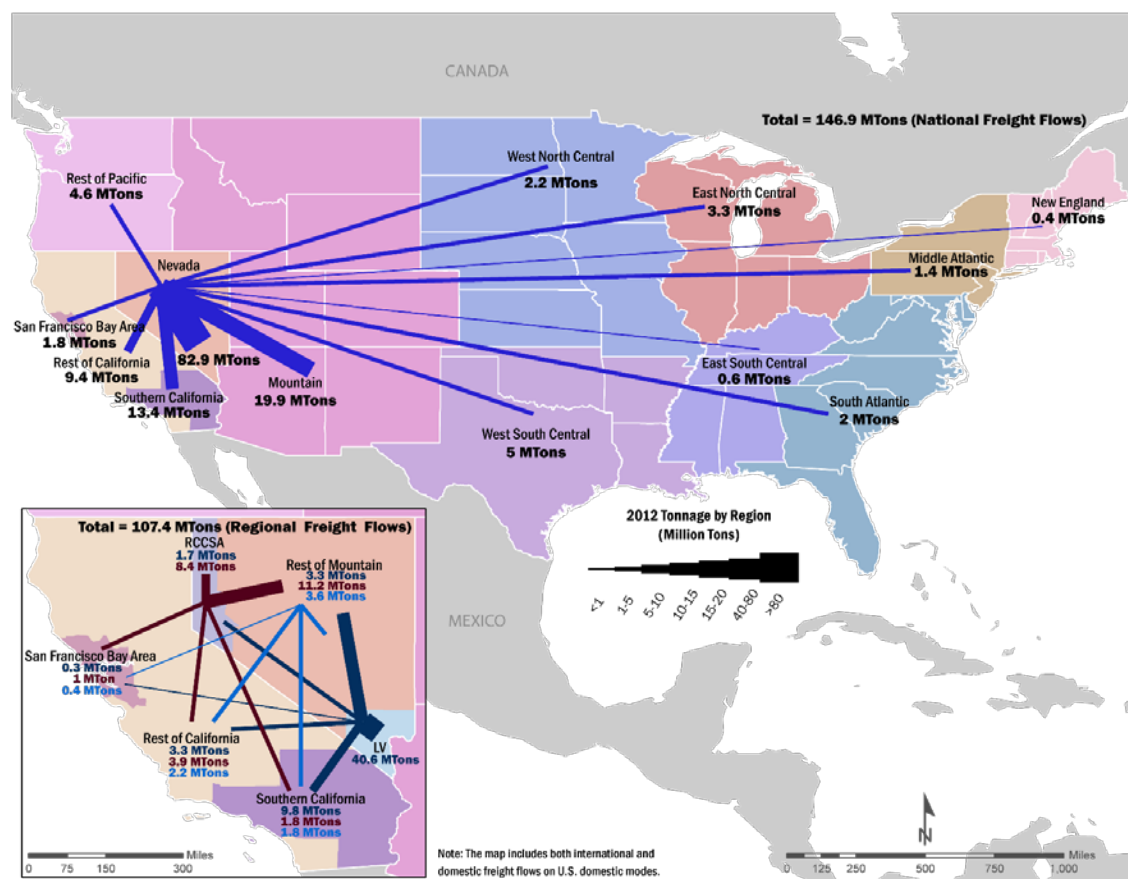 CANADA
Total = 146.9 MTons (National Freight Flows)
West North Central
2.2 MTons
Rest of Pacific
4.6 MTons
East North Central
3.3 MTons
New England
0.4 MTons
Nevada
Middle Atlantic
1.4 MTons
San Francisco Bay Area
1.8 MTons
Rest of California
9.4 MTons
82.9 MTons
East South Central
0.6 MTons
Mountain
19.9 MTons
Southern California
13.4 MTons
South Atlantic
2 MTons
West South Central
5 MTons
2012 Tonnage by Region
(Million Tons)
<1
1-5
5-10
10-15
15-20
40-80
>80
MEXICO
Total = 107.4 MTons (Regional Freight Flows)
RCCSA
1.7 MTons
8.4 MTons
Rest of Mountain
3.3 MTons
11.2 MTons
3.6 MTons
San Francisco Bay Area
0.3 MTons
1 MTon
0.4 MTons
Rest of California
3.3 MTons
3.9 MTons
2.2 MTons
LV
40.6 MTons
Southern California
9.8 MTons
1.8 MTons
1.8 MTons
Miles
0 75 150 300
Note: The map includes both international and
domestic freight flows on U.S. domestic modes.
N
Miles
0 250 500 1,000